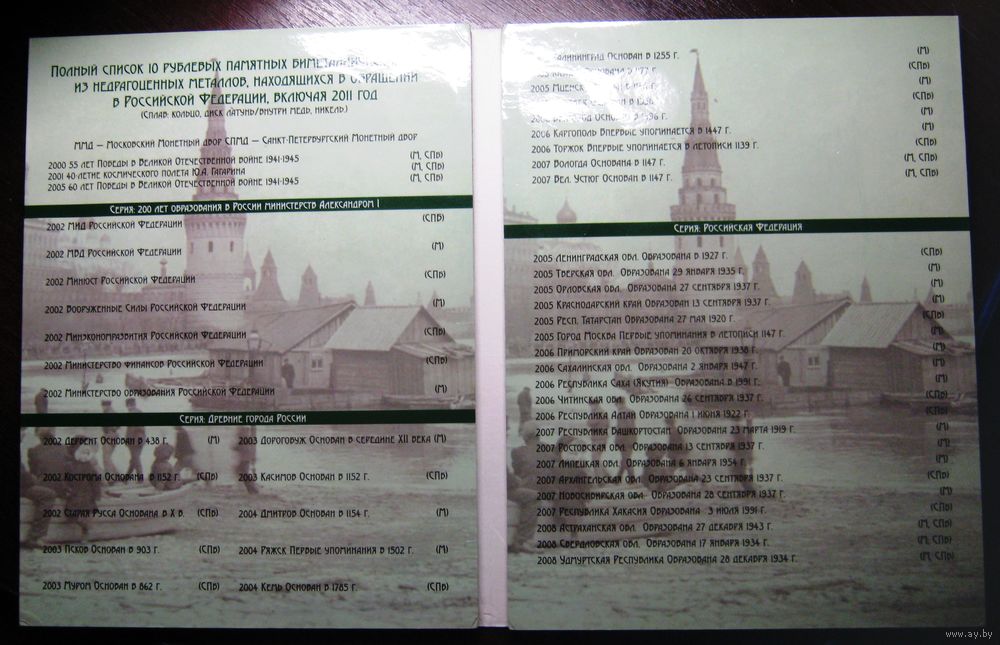 Полный список 10 рублевых памятных
из недрагоценных металлов, находящихся в обращении
в Российской Федерации, включая 2011 год
(сплав: кольцо, диск латунь/внутри медь, никель)
ММД — Московский Монетный двор СПМД — Санкт-Петербургский Монетный двор
2000 55 лет Победы в Великой Отечественной войне 1941-1945 (М, СПб)
2001 40-летие космического полета Ю.А. Гагарина (М, СПб)
2005 60 лет Победы в Великой Отечественной войне 1941-1945 (М, СПб)
Серия: 200 лет образования в России министерств Александром I
2002 МИД Российской Федерации (СПб)
2002 МВД Российской Федерации (М)
2002 Минюст Российской Федерации (СПб)
2002 Вооруженные Силы Российской Федерации (М)
2002 Минэкономразвития Российской Федерации (СПб)
2002 Министерство финансов Российской Федерации (СПб)
2002 Министерство образования Российской Федерации (М)
Серия: Древние города России
2002 Дербент Основан в 438 г. (М) 2003 Дорогобуж Основан в середине XII века (М)
2002 Кострома Основана в 1152 г. (СПб) 2003 Касимов Основан в 1152 г. (СПб)
2002 Старая Русса Основана в X в. (СПб) 2004 Дмитров Основан в 1154 г. (М)
2003 Псков Основан в 903 г. (СПб) 2004 Ряжск Первые упоминания в 1502 г. (М)
2003 Муром Основан в 862 г. (СПб) 2004 Кемь Основан в 1785 г. (СПб)
Основан в 1255 г. (М)
(СПб)
2005 Мценск (М)
(СПб)
(М)
2006 Каргополь Впервые упоминается в 1447 г. (М)
2006 Торжок Впервые упоминается в летописи 1139 г. (СПб)
2007 Вологда Основана в 1147 г. (М, СПб)
2007 Вел. Устюг Основан в 1147 г. (М, СПб)
Серия: Российская Федерация
2005 Ленинградская обл. Образована в 1927 г. (СПб)
2005 Тверская обл. Образована 29 января 1935 г. (М)
2005 Орловская обл. Образована 27 сентября 1937 г. (М)
2005 Краснодарский край Образован 13 сентября 1937 г. (М)
2005 Респ. Татарстан Образована 27 мая 1920 г. (СПб)
2005 Город Москва Первые упоминания в летописи 1147 г. (М)
2006 Приморский край Образован 20 октября 1938 г. (М)
2006 Сахалинская обл. Образована 2 января 1947 г. (М)
2006 Республика Саха (Якутия) Образована в 1991 г. (СПб)
2006 Читинская обл. Образована 26 сентября 1937 г. (СПб)
2006 Республика Алтай Образована 1 июня 1922 г. (СПб)
2007 Республика Башкортостан Образована 23 марта 1919 г. (М)
2007 Ростовская обл. Образована 13 сентября 1937 г. (М)
2007 Липецкая обл. Образована 6 января 1954 г. (М)
2007 Архангельская обл. Образована 23 сентября 1937 г. (СПб)
2007 Новосибирская обл. Образована 28 сентября 1937 г. (М)
2007 Республика Хакасия Образована 3 июля 1991 г. (СПб)
2008 Астраханская обл. Образована 27 декабря 1943 г. (М, СПб)
2008 Свердловская обл. Образована 17 января 1934 г. (М, СПб)
2008 Удмуртская Республика Образована 28 декабря 1934 г. (М, СПб)
www.ay.by